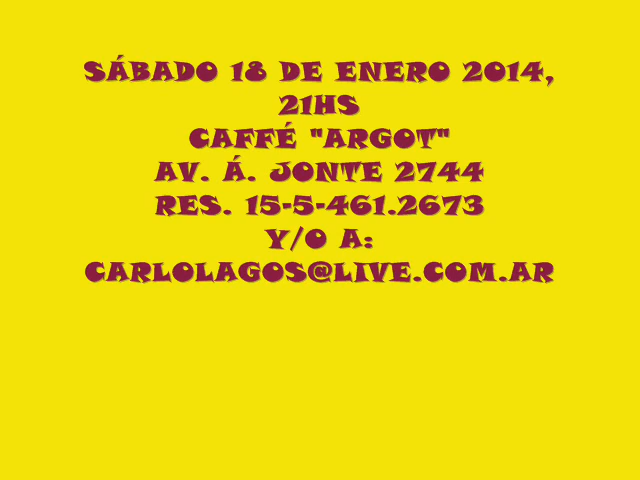 SÁBADO 18 DE ENERO 2014,
21HS
CAFFÉ "ARGOT"
AV. Á. JONTE 2744
RES. 15-5-461.2673
Y/O A:
CARLOLAGOS@LIVE.COM.AR